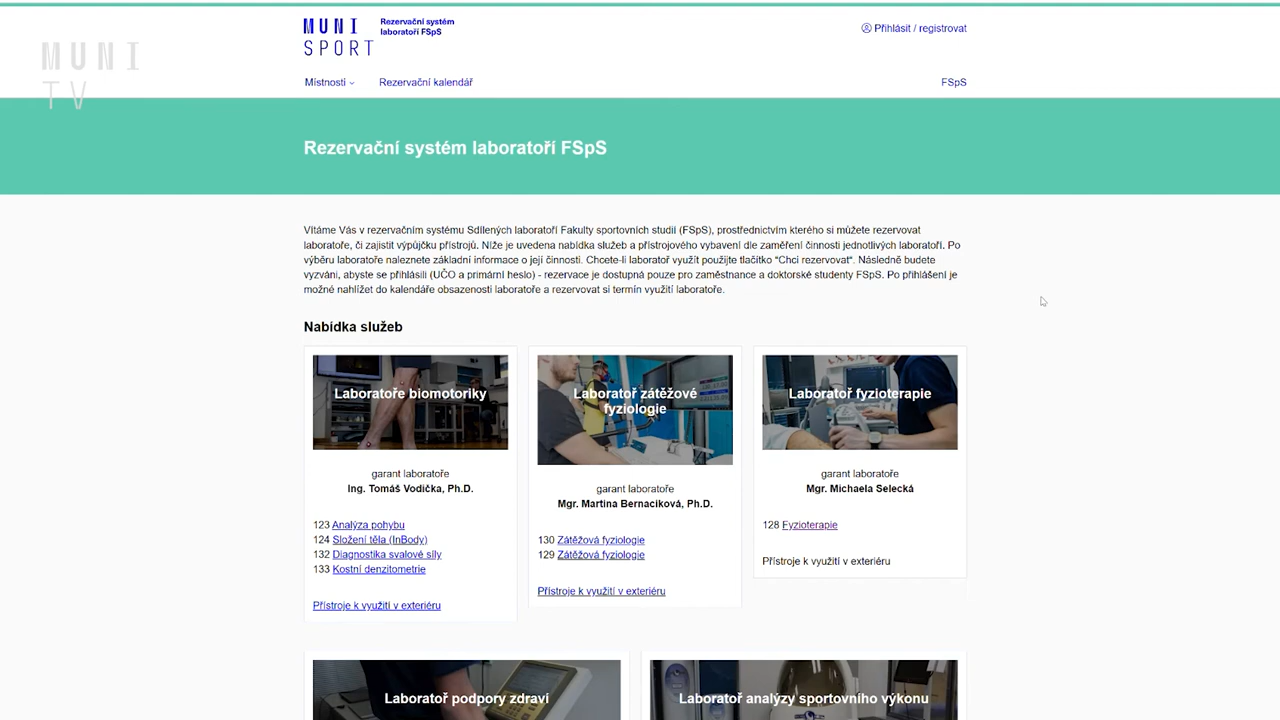 MUNI
SPORT
Rezervační systém
laboratoří FSpS
Přihlásit / registrovat
MUNI
TV
Místnosti
Rezervační kalendář
FSpS
Rezervační systém laboratoří FSpS
Vítáme Vás v rezervačním systému Sdílených laboratoří Fakulty sportovních studií (FSpS), prostřednictvím kterého si můžete rezervovat
laboratoře, či zajistit výpůjčku přístrojů. Níže je uvedena nabídka služeb a přístrojového vybavení dle zaměření činnosti jednotlivých laboratoří. Po
výběru laboratoře naleznete základní informace o její činnosti. Chcete-li laboratoř využít použijte tlačítko "Chci rezervovat". Následně budete
vyzváni, abyste se přihlásili (UČO a primární heslo) - rezervace je dostupná pouze pro zaměstnance a doktorské studenty FSpS. Po přihlášení je
možné nahlížet do kalendáře obsazenosti laboratoře a rezervovat si termín využití laboratoře.
Nabídka služeb
Laboratoře biomotoriky
garant laboratoře
Ing. Tomáš Vodička, Ph.D.
123 Analýza pohybu
124 Složení těla (InBody)
132 Diagnostika svalové síly
133 Kostní denzitometrie
Přístroje k využití v exteriéru
Laboratoř zátěžové
fyziologie
garant laboratoře
Mgr. Martina Bernaciková, Ph.D.
130 Zátěžová fyziologie
129 Zátěžová fyziologie
Přístroje k využití v exteriéru
Laboratoř fyzioterapie
garant laboratoře
Mgr. Michaela Selecká
128 Fyzioterapie
Přístroje k využití v exteriéru
Laboratoř podpory zdraví
Laboratoř analýzy sportovního výkonu